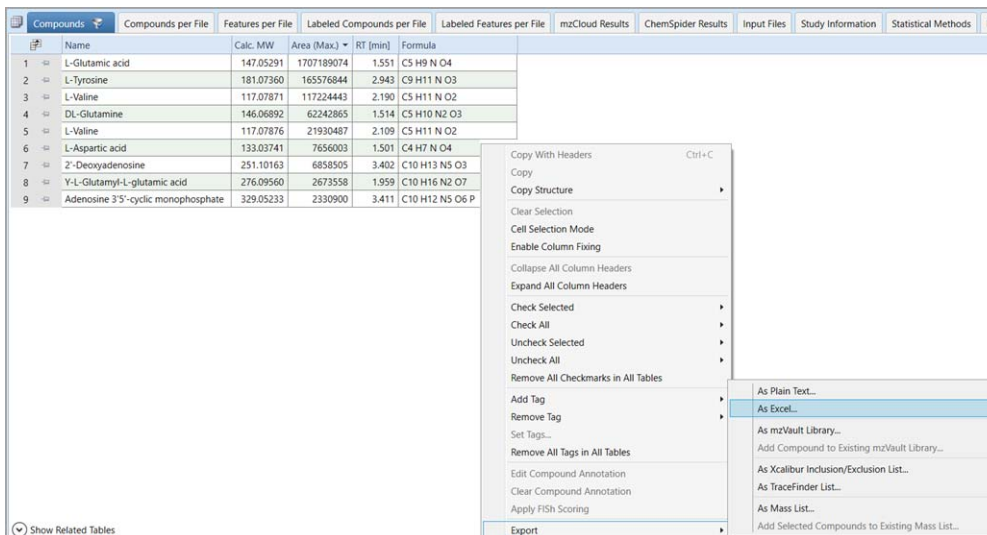 Compounds Compounds per File Features per File Labeled Compounds per File Labeled Features per File mzCloud Results ChemSpider Results Input Files Study Information Statistical Methods
Name Calc. MW Area (Max.) RT [min] Formula
1 L-Glutamic acid 147.05291 1707189074 1.551 C5 H9 N O4
2 L-Tyrosine 181.07360 165576844 2.943 C9 H11 N O3
3 L-Valine 117.07871 117224443 2.190 C5 H11 N O2
4 DL-Glutamine 146.06892 62242865 1.514 C5 H10 N2 O3
5 L-Valine 117.07876 21930487 2.109 C5 H11 N O2
6 L-Aspartic acid 133.03741 7656003 1.501 C4 H7 N O4
7 2'-Deoxyadenosine 251.10163 6858505 3.402 C10 H13 N5 O3
8 Y-L-Glutamyl-L-glutamic acid 276.09560 2673558 1.959 C10 H16 N2 O7
9 Adenosine 3'5'-cyclic monophosphate 329.05233 2330900 3.411 C10 H12 N5 O6 P
Copy With Headers Ctrl+C
Copy
Copy Structure
Clear Selection
Cell Selection Mode
Enable Column Fixing
Collapse All Column Headers
Expand All Column Headers
Check Selected
Check All
Uncheck Selected
Uncheck All
Remove All Checkmarks in All Tables
Add Tag
Remove Tag
Set Tags...
Remove All Tags in All Tables
Edit Compound Annotation
Clear Compound Annotation
Apply FISh Scoring
Export
As Plain Text...
As Excel...
As mzVault Library...
Add Compound to Existing mzVault Library...
As Xcalibur Inclusion/Exclusion List...
As TraceFinder List...
As Mass List...
Add Selected Compounds to Existing Mass List...
Show Related Tables